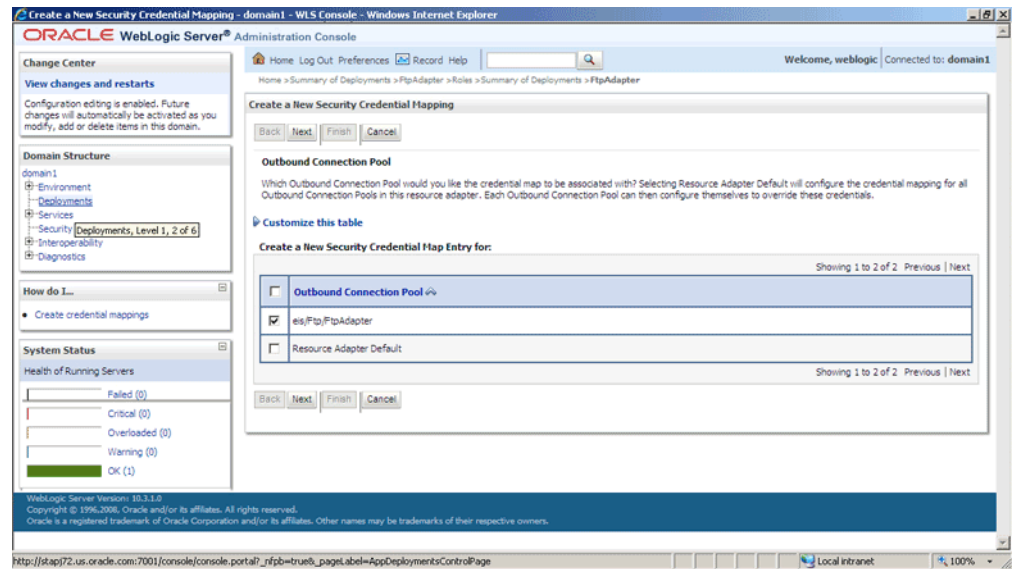 Create a New Security Credential Mapping - domain1 - WLS Console - Windows Internet Explorer
ORACLE WebLogic Server® Administration Console
Change Center
View changes and restarts
Configuration editing is enabled. Future
changes will automatically be activated as you
modify, add or delete items in this domain.
Domain Structure
domain1
Environment
Deployments
Services
Security
Deployments, Level 1, 2 of 6
Interoperability
Diagnostics
How do I...
Create credential mappings
System Status
Health of Running Servers
Failed (0)
Critical (0)
Overloaded (0)
Warning (0)
OK (1)
Home Log Out Preferences Record Help
Welcome, weblogic Connected to: domain1
Home >Summary of Deployments >FtpAdapter >Roles >Summary of Deployments >FtpAdapter
Create a New Security Credential Mapping
Back Next Finish Cancel
Outbound Connection Pool
Which Outbound Connection Pool would you like the credential map to be associated with? Selecting Resource Adapter Default will configure the credential mapping for all
Outbound Connection Pools in this resource adapter. Each Outbound Connection Pool can then configure themselves to override these credentials.
Customize this table
Create a New Security Credential Map Entry for:
Showing 1 to 2 of 2 Previous | Next
Outbound Connection Pool
eis/Ftp/FtpAdapter
Resource Adapter Default
Showing 1 to 2 of 2 Previous | Next
Back Next Finish Cancel
WebLogic Server Version: 10.3.1.0
Copyright © 1996,2008, Oracle and/or its affiliates. All rights reserved.
Oracle is a registered trademark of Oracle Corporation and/or its affiliates. Other names may be trademarks of their respective owners.
http://stapj72.us.oracle.com:7001/console/console.portal?_nfpb=true&_pageLabel=AppDeploymentsControlPage
Local intranet
100%